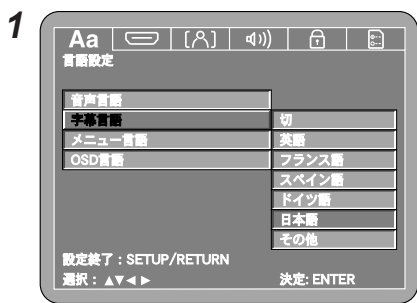 1
Aa
言語設定
音声言語
字幕言語
メニュー言語
OSD言語
切
英語
フランス語
スペイン語
ドイツ語
日本語
その他
設定終了 : SETUP/RETURN
選択 : ▲▼◀ ▶
決定: ENTER